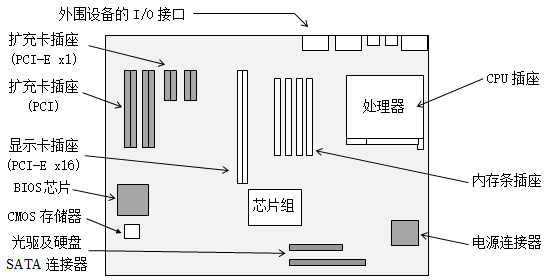 外围设备的 I/O 接口
扩充卡插座
(PCI-E x1)
扩充卡插座
(PCI)
CPU 插座
处理器
显示卡插座
(PCI-E x16)
内存条插座
BIOS 芯片
芯片组
CMOS 存储器
光驱及硬盘
SATA 连接器
电源连接器